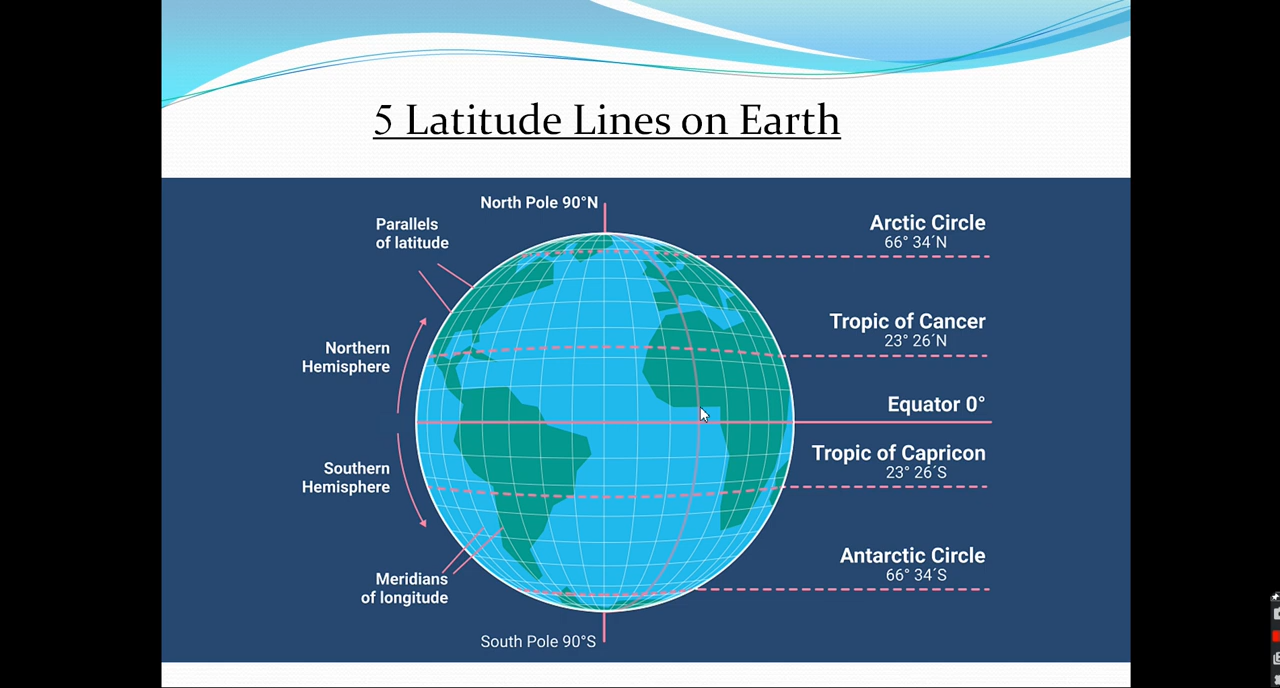 5 Latitude Lines on Earth
North Pole 90°N
Parallels
of latitude
Arctic Circle
66° 34´N
Tropic of Cancer
23° 26´N
Northern
Hemisphere
Equator 0°
Tropic of Capricon
23° 26´S
Southern
Hemisphere
Antarctic Circle
66° 34´S
Meridians
of longitude
South Pole 90°S